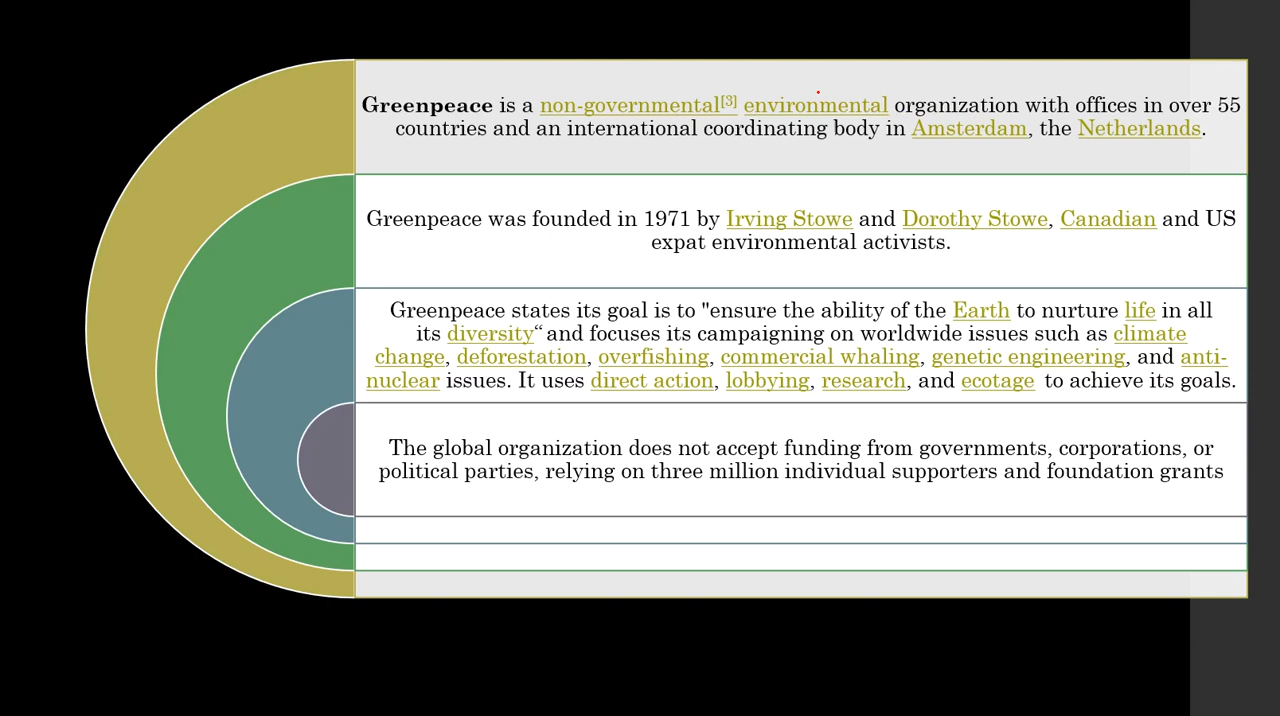 Greenpeace is a non-governmental[3] environmental organization with offices in over 55
countries and an international coordinating body in Amsterdam, the Netherlands.
Greenpeace was founded in 1971 by Irving Stowe and Dorothy Stowe, Canadian and US
expat environmental activists.
Greenpeace states its goal is to "ensure the ability of the Earth to nurture life in all
its diversity“ and focuses its campaigning on worldwide issues such as climate
change, deforestation, overfishing, commercial whaling, genetic engineering, and anti-
nuclear issues. It uses direct action, lobbying, research, and ecotage to achieve its goals.
The global organization does not accept funding from governments, corporations, or
political parties, relying on three million individual supporters and foundation grants